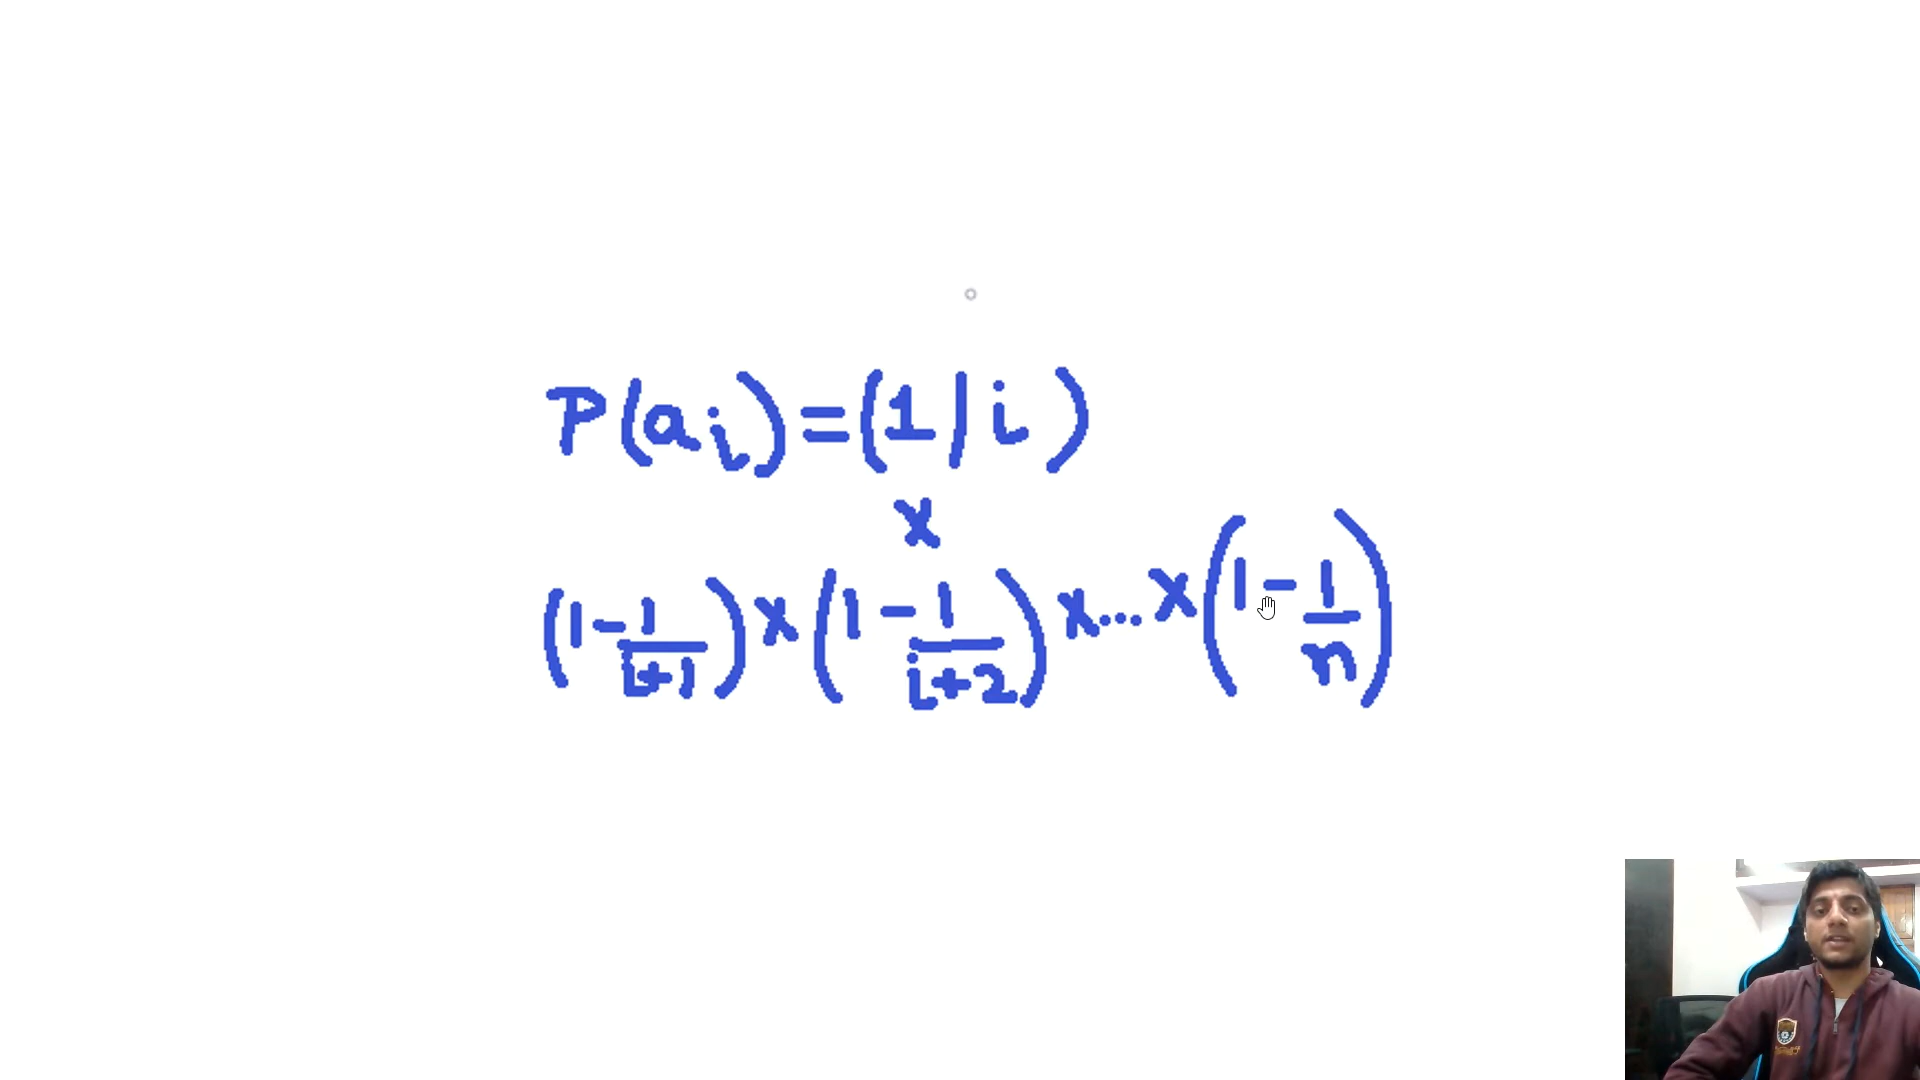 P(aᵢ)=(1/i)
x
(1-1/(i+1))x(1-1/(i+2))x...x(1-1/n)